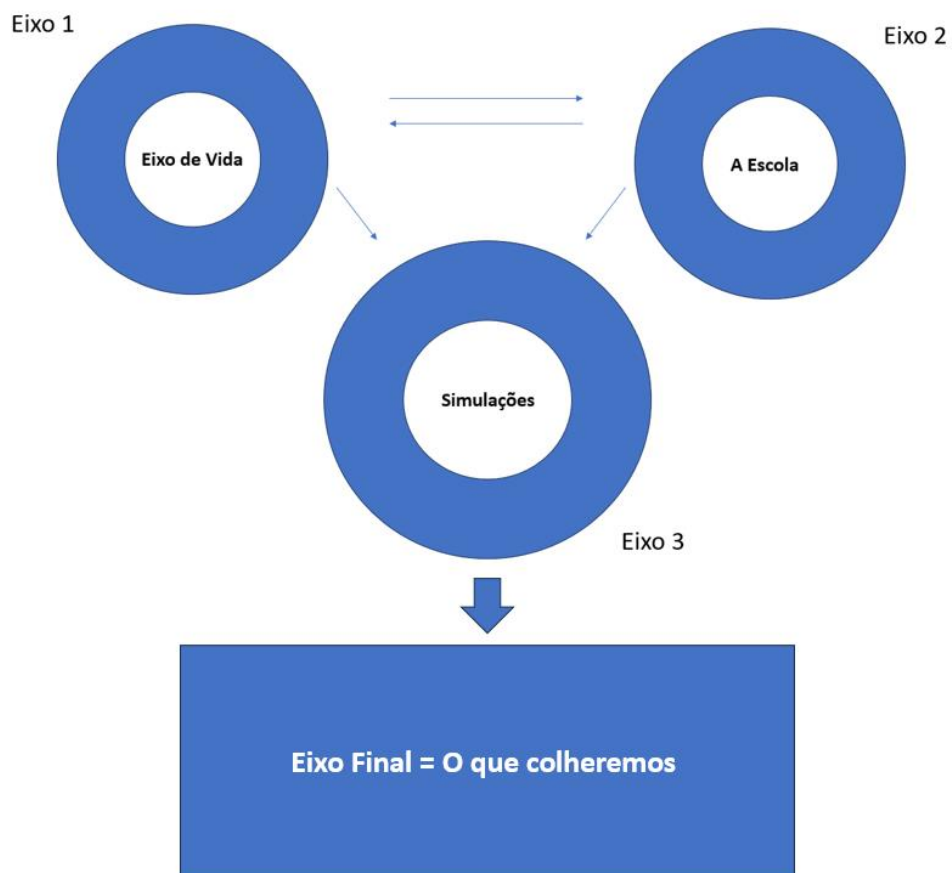 Eixo 1
Eixo 2
Eixo de Vida
A Escola
Simulações
Eixo 3
Eixo Final = O que colheremos